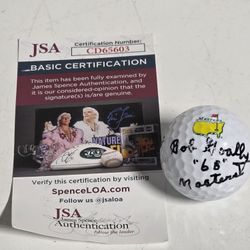 JSA
Certification Number:
CD65603
BASIC CERTIFICATION
This item has been fully examined by
James Spence Authentication, and
it is our considered-opinion that the
signature(s) is/are genuine.
Verify this certification by visiting
SpenceLOA.com
Follow us @jsaloa
JSA
James Spence
Authentication
Bob Goalby
"68"
Masters